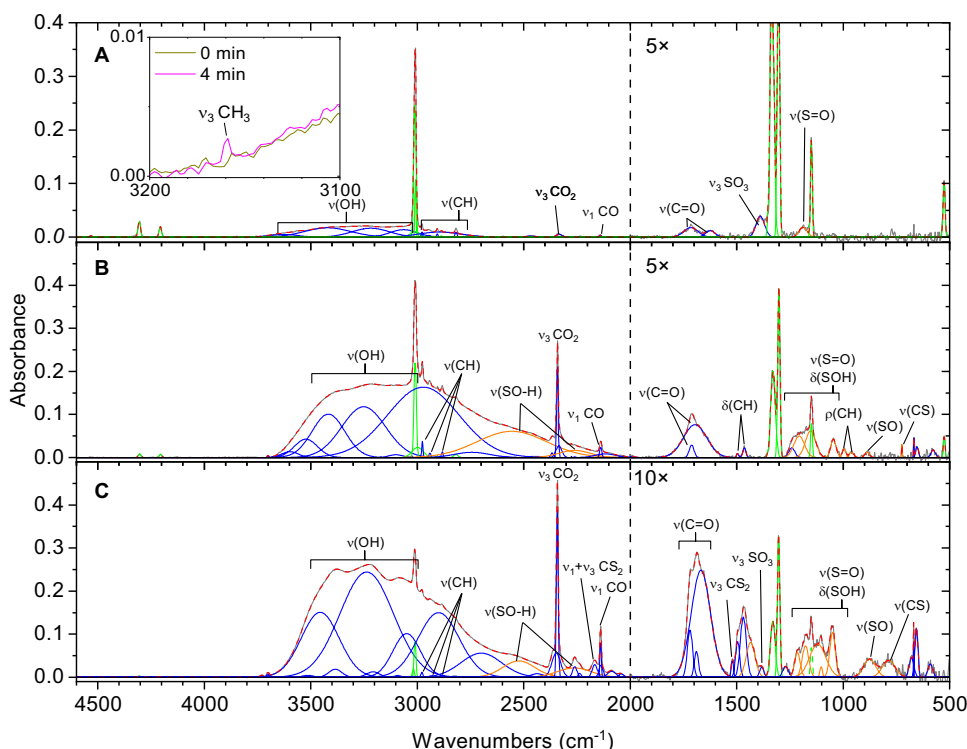 A
5×
0.01
0.00
3200
3100
0 min
4 min
ν₃ CH₃
ν(OH)
ν(CH)
ν₃ CO₂
ν₁ CO
ν(C=O)
ν₃ SO₃
ν(S=O)
0.4
0.3
0.2
0.1
0.0
B
5×
ν(OH)
ν(CH)
ν(SO-H)
ν₃ CO₂
ν₁ CO
ν(C=O)
δ(CH)
ν(S=O)
δ(SOH)
ρ(CH)
ν(SO)
ν(CS)
0.4
0.3
0.2
0.1
0.0
C
10×
ν(OH)
ν(CH)
ν(SO-H)
ν₃ CO₂
ν₁+ν₃ CS₂
ν₁ CO
ν(C=O)
ν₃ CS₂
ν₃ SO₃
ν(S=O)
δ(SOH)
ν(SO)
ν(CS)
0.4
0.3
0.2
0.1
0.0
Absorbance
4500 4000 3500 3000 2500 2000 1500 1000 500
Wavenumbers (cm⁻¹)